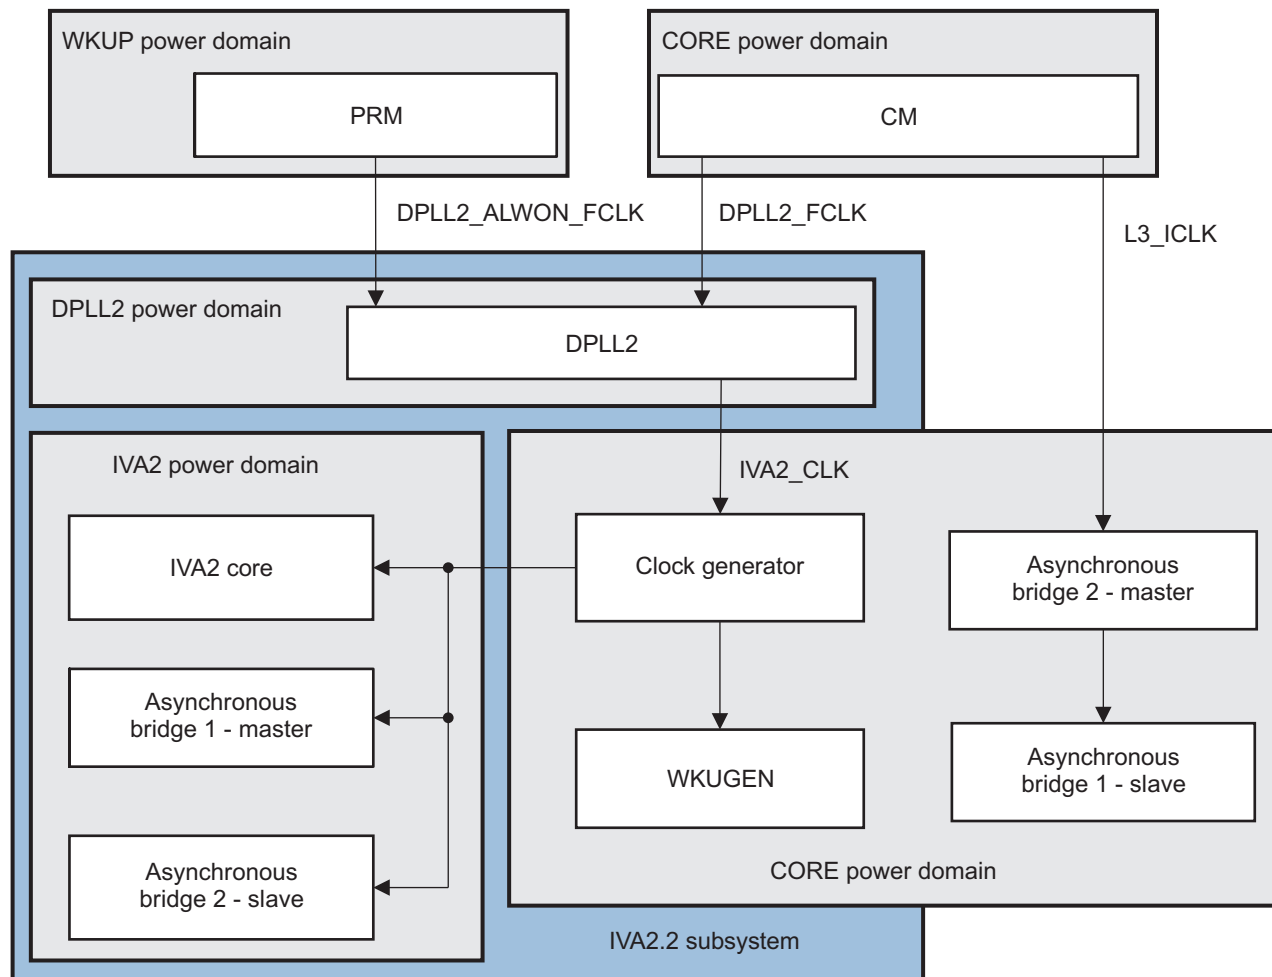 WKUP power domain
CORE power domain
PRM
CM
DPLL2_ALWON_FCLK
DPLL2_FCLK
L3_ICLK
DPLL2 power domain
DPLL2
IVA2 power domain
IVA2_CLK
IVA2 core
Clock generator
Asynchronous
bridge 2 - master
Asynchronous
bridge 1 - master
WKUGEN
Asynchronous
bridge 1 - slave
Asynchronous
bridge 2 - slave
CORE power domain
IVA2.2 subsystem